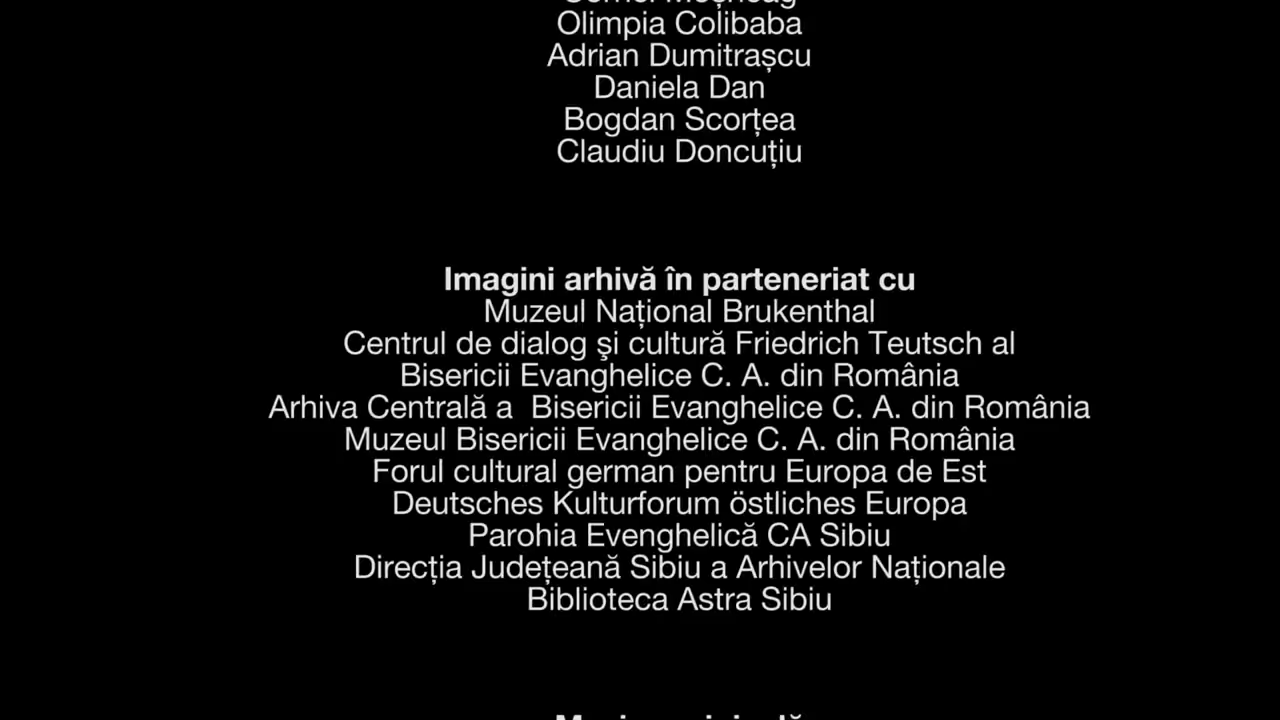 Olimpia Colibaba
Adrian Dumitrașcu
Daniela Dan
Bogdan Scorțea
Claudiu Doncuțiu
Imagini arhivă în parteneriat cu
Muzeul Național Brukenthal
Centrul de dialog şi cultură Friedrich Teutsch al
Bisericii Evanghelice C. A. din România
Arhiva Centrală a  Bisericii Evanghelice C. A. din România
Muzeul Bisericii Evanghelice C. A. din România
Forul cultural german pentru Europa de Est
Deutsches Kulturforum östliches Europa
Parohia Evenghelică CA Sibiu
Direcția Județeană Sibiu a Arhivelor Naționale
Biblioteca Astra Sibiu